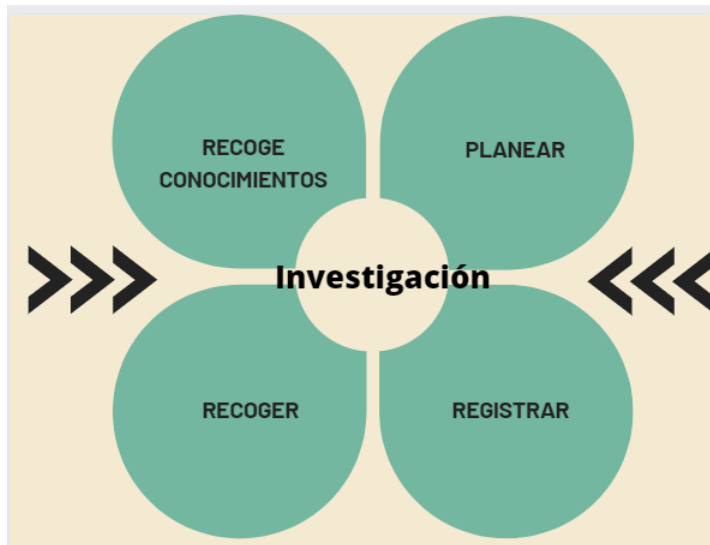 RECOGE
CONOCIMIENTOS
PLANEAR
Investigación
RECOGER
REGISTRAR